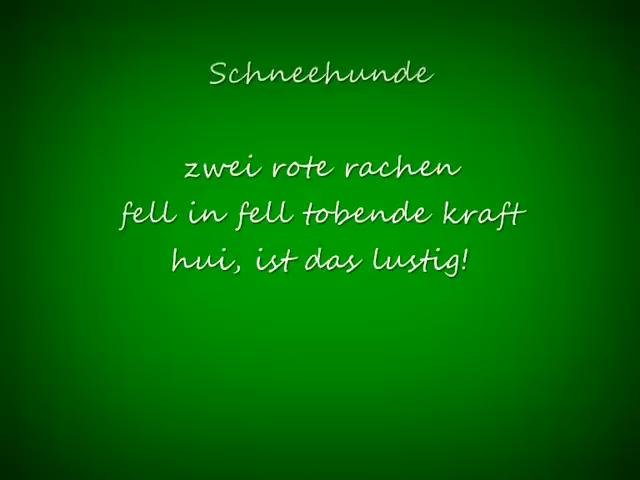 Schneehunde
zwei rote rachen
fell in fell tobende kraft
hui, ist das lustig!